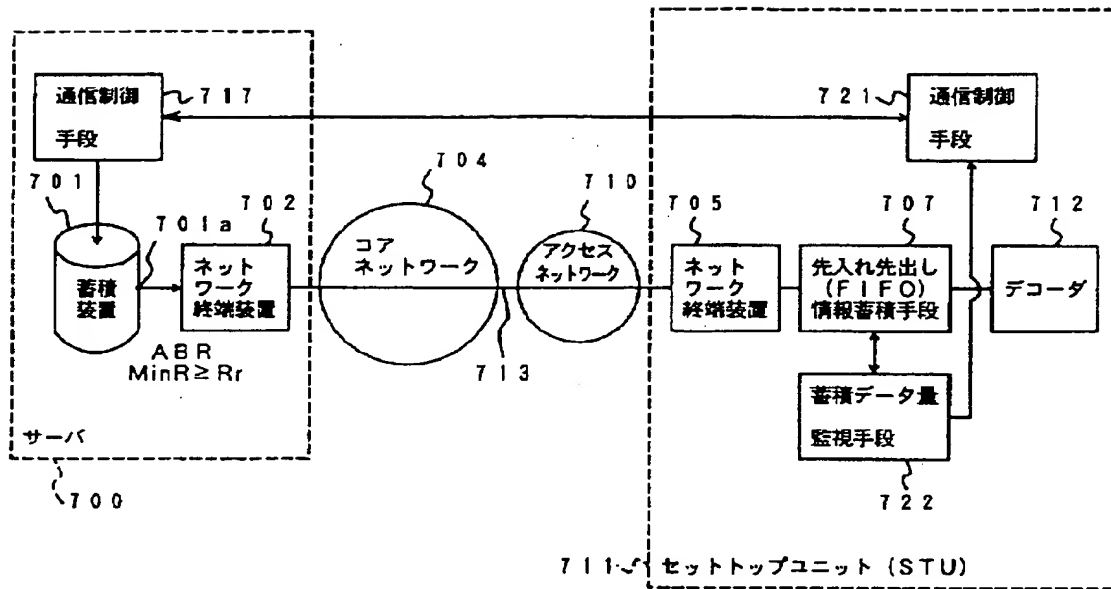 通信制御
手段
717
721
通信制御
手段
701
701a
702
704
710
705
707
712
蓄積
装置
ネット
ワーク
終端装置
コア
ネットワーク
アクセス
ネットワーク
ネット
ワーク
終端装置
先入れ先出し
(FIFO)
情報蓄積手段
デコーダ
ABR
MinR≧Rr
713
蓄積データ量
監視手段
サーバ
700
722
711
セットトップユニット(STU)